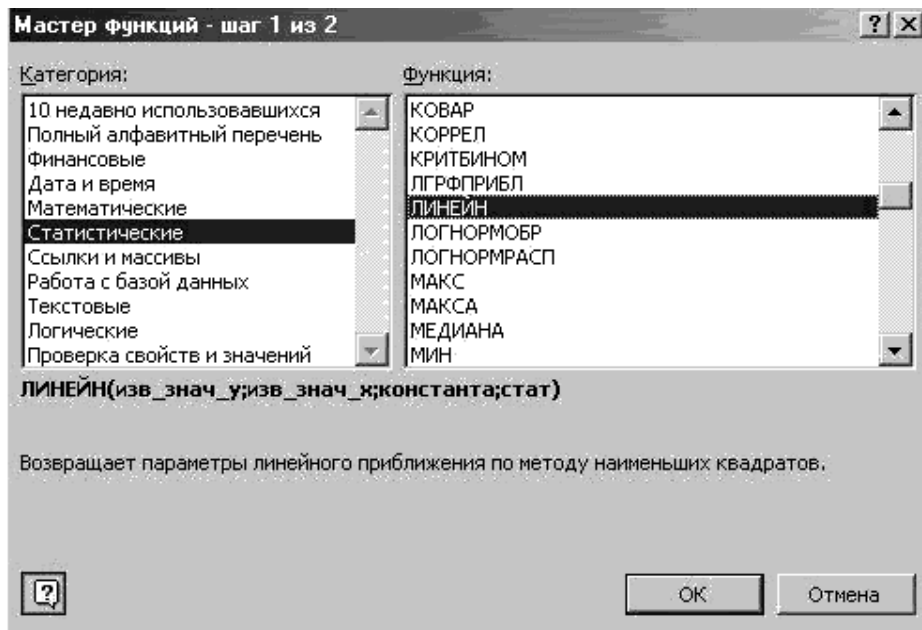 Мастер функций - шаг 1 из 2
Категория:
Функция:
10 недавно использовавшихся
Полный алфавитный перечень
Финансовые
Дата и время
Математические
Статистические
Ссылки и массивы
Работа с базой данных
Текстовые
Логические
Проверка свойств и значений
КОВАР
КОРРЕЛ
КРИТБИНОМ
ЛГРФПРИБЛ
ЛИНЕЙН
ЛОГНОРМОБР
ЛОГНОРМРАСП
МАКС
МАКСА
МЕДИАНА
МИН
ЛИНЕЙН(изв_знач_y;изв_знач_x;константа;стат)
Возвращает параметры линейного приближения по методу наименьших квадратов.
ОК
Отмена